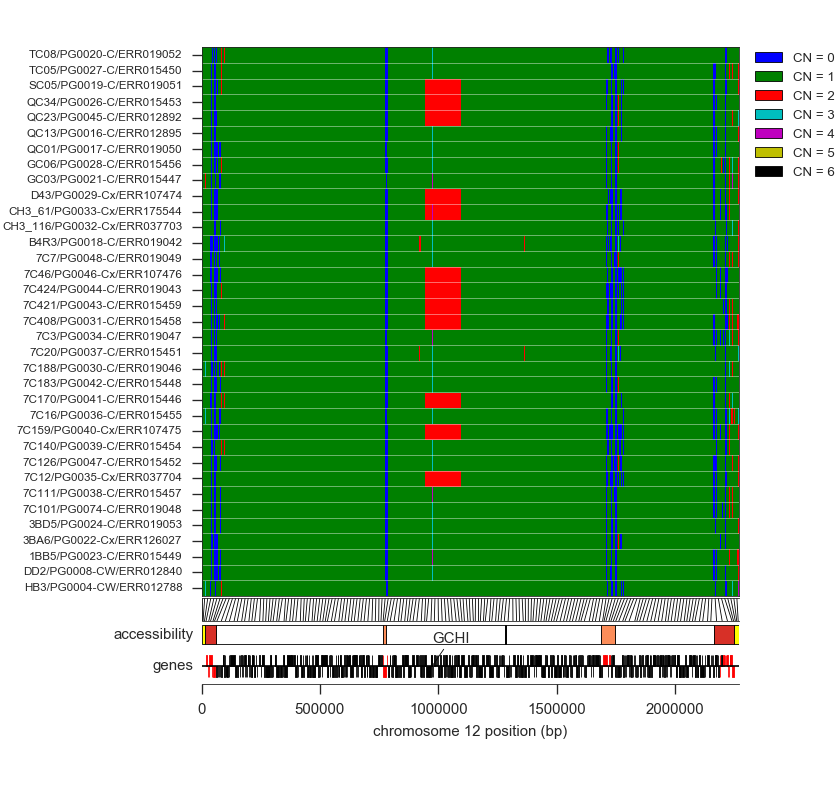 TC08/PG0020-C/ERR019052
TC05/PG0027-C/ERR015450
SC05/PG0019-C/ERR019051
QC34/PG0026-C/ERR015453
QC23/PG0045-C/ERR012892
QC13/PG0016-C/ERR012895
QC01/PG0017-C/ERR019050
GC06/PG0028-C/ERR015456
GC03/PG0021-C/ERR015447
D43/PG0029-Cx/ERR107474
CH3_61/PG0033-Cx/ERR175544
CH3_116/PG0032-Cx/ERR037703
B4R3/PG0018-C/ERR019042
7C7/PG0048-C/ERR019049
7C46/PG0046-Cx/ERR107476
7C424/PG0044-C/ERR019043
7C421/PG0043-C/ERR015459
7C408/PG0031-C/ERR015458
7C3/PG0034-C/ERR019047
7C20/PG0037-C/ERR015451
7C188/PG0030-C/ERR019046
7C183/PG0042-C/ERR015448
7C170/PG0041-C/ERR015446
7C16/PG0036-C/ERR015455
7C159/PG0040-Cx/ERR107475
7C140/PG0039-C/ERR015454
7C126/PG0047-C/ERR015452
7C12/PG0035-Cx/ERR037704
7C111/PG0038-C/ERR015457
7C101/PG0074-C/ERR019048
3BD5/PG0024-C/ERR019053
3BA6/PG0022-Cx/ERR126027
1BB5/PG0023-C/ERR015449
DD2/PG0008-CW/ERR012840
HB3/PG0004-CW/ERR012788
CN = 0
CN = 1
CN = 2
CN = 3
CN = 4
CN = 5
CN = 6
accessibility
GCHI
genes
0 500000 1000000 1500000 2000000
chromosome 12 position (bp)